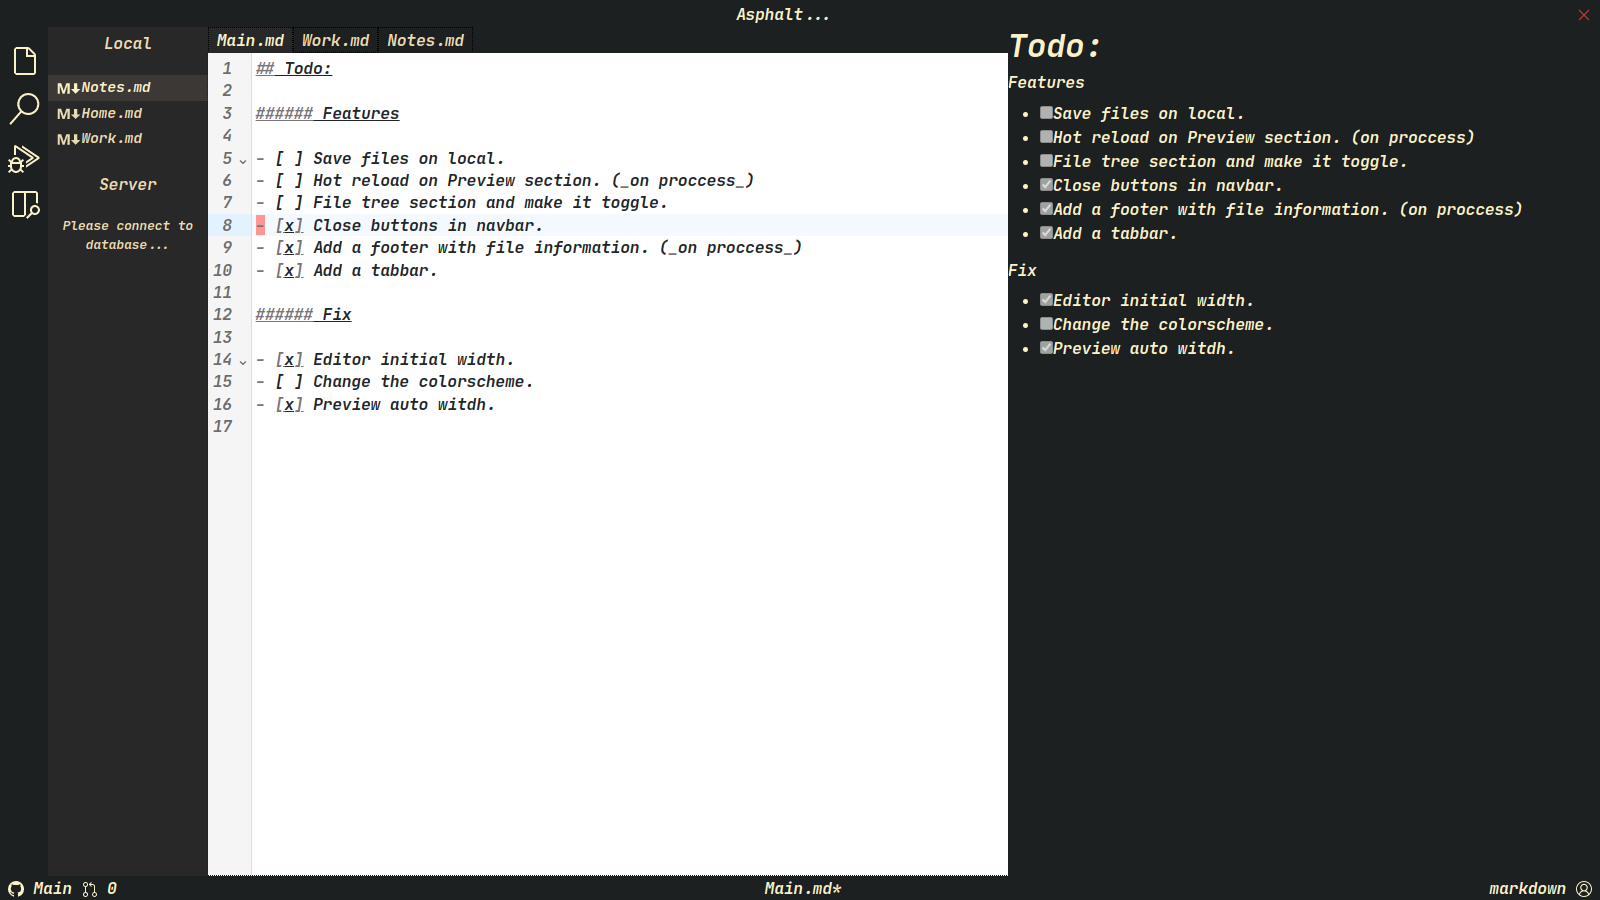 Asphalt...
Local
Notes.md
Home.md
Work.md
Server
Please connect to
database...
Main.md Work.md Notes.md
1 ## Todo:
2
3 ###### Features
4
5 - [ ] Save files on local.
6 - [ ] Hot reload on Preview section. (_on proccess_)
7 - [ ] File tree section and make it toggle.
8 - [x] Close buttons in navbar.
9 - [x] Add a footer with file information. (_on proccess_)
10 - [x] Add a tabbar.
11
12 ###### Fix
13
14 - [x] Editor initial width.
15 - [ ] Change the colorscheme.
16 - [x] Preview auto witdh.
17
Todo:
Features
Save files on local.
Hot reload on Preview section. (on proccess)
File tree section and make it toggle.
Close buttons in navbar.
Add a footer with file information. (on proccess)
Add a tabbar.
Fix
Editor initial width.
Change the colorscheme.
Preview auto witdh.
Main 0
Main.md*
markdown